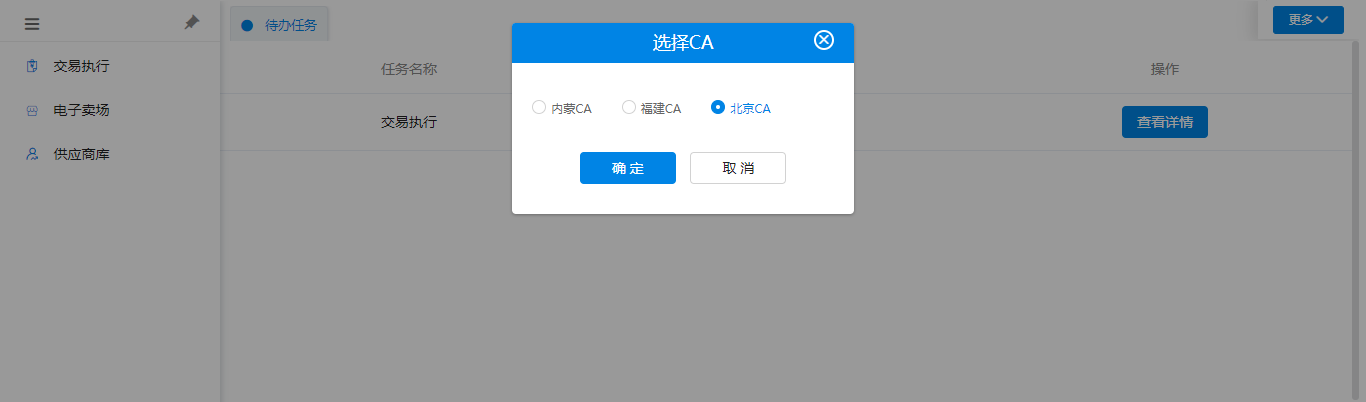 待办任务
更多
选择CA
交易执行
电子卖场
供应商库
任务名称
操作
交易执行
查看详情
内蒙CA
福建CA
北京CA
确 定
取 消